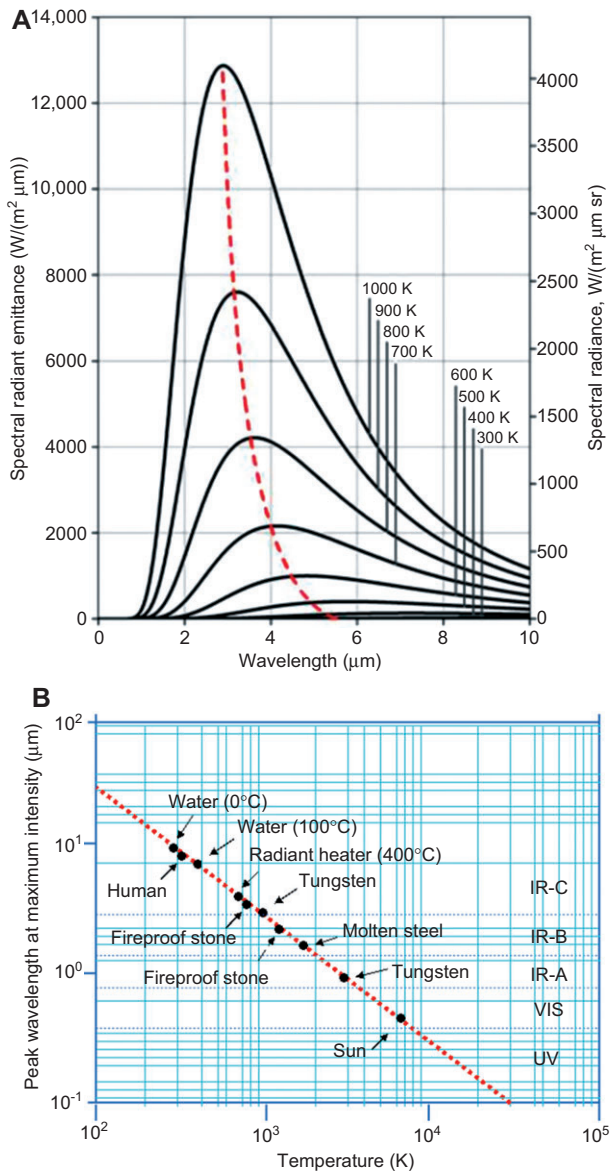 A
14,000
12,000
10,000
8000
6000
4000
2000
0
Spectral radiant emittance (W/(m² μm))
4000
3500
3000
2500
2000
1500
1000
500
0
Spectral radiance, W/(m² μm sr)
1000 K
900 K
800 K
700 K
600 K
500 K
400 K
300 K
0 2 4 6 8 10
Wavelength (μm)
B
10²
10¹
10⁰
10⁻¹
Peak wavelength at maximum intensity (μm)
Water (0°C)
Water (100°C)
Radiant heater (400°C)
Human
Tungsten
Fireproof stone
Molten steel
Fireproof stone
Tungsten
Sun
IR-C
IR-B
IR-A
VIS
UV
10² 10³ 10⁴ 10⁵
Temperature (K)